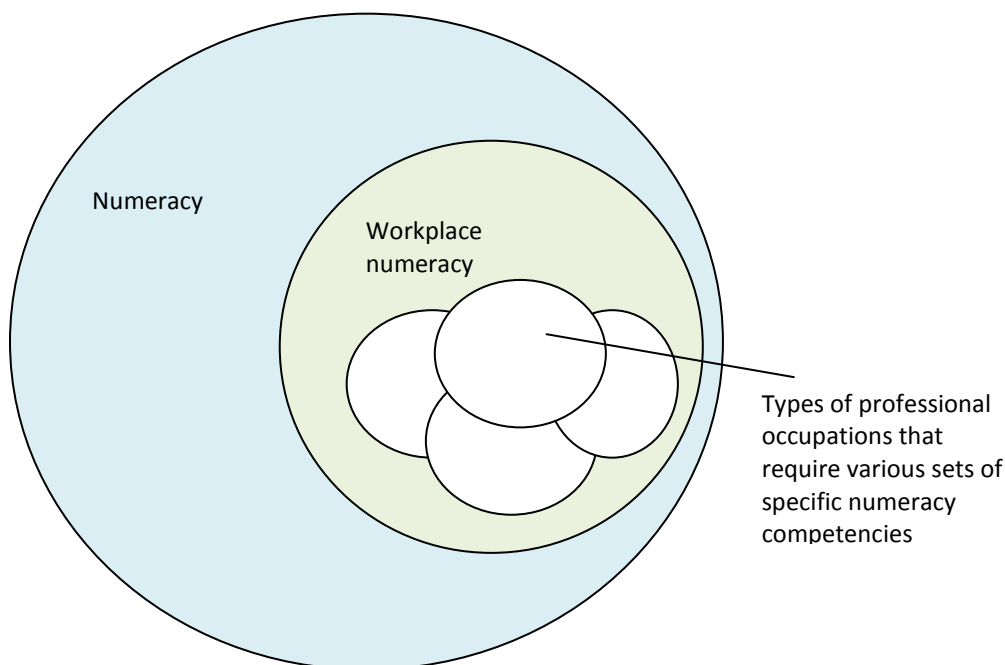 Numeracy
Workplace
numeracy
Types of professional
occupations that
require various sets of
specific numeracy
competencies